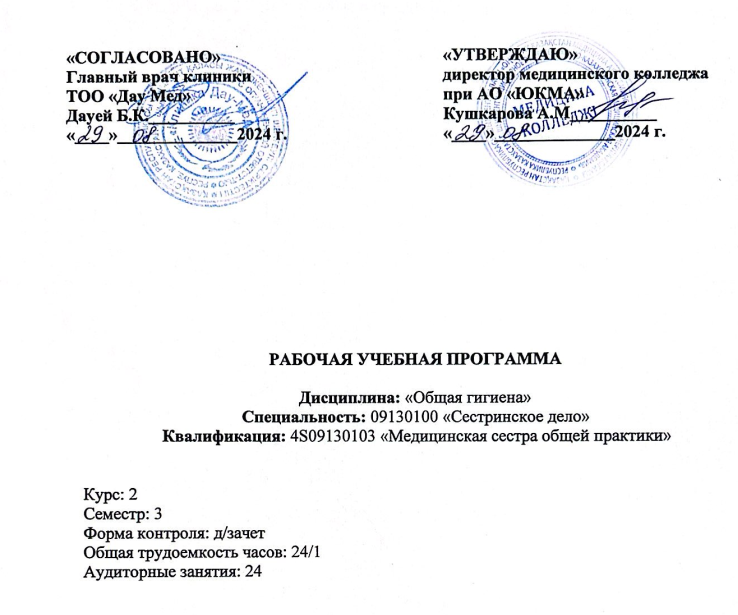 «СОГЛАСОВАНО»
Главный врач клиники
ТОО «Дау Мед»
Дауей Б.К.
«29» 08 2024 г.
«УТВЕРЖДАЮ»
директор медицинского колледжа
при АО «ЮКМА»
Кушкарова А.М.
«29» 08 2024 г.
МЕДИЦИНА
КОЛЛЕДЖІ
РАБОЧАЯ УЧЕБНАЯ ПРОГРАММА
Дисциплина: «Общая гигиена»
Специальность: 09130100 «Сестринское дело»
Квалификация: 4S09130103 «Медицинская сестра общей практики»
Курс: 2
Семестр: 3
Форма контроля: д/зачет
Общая трудоемкость часов: 24/1
Аудиторные занятия: 24